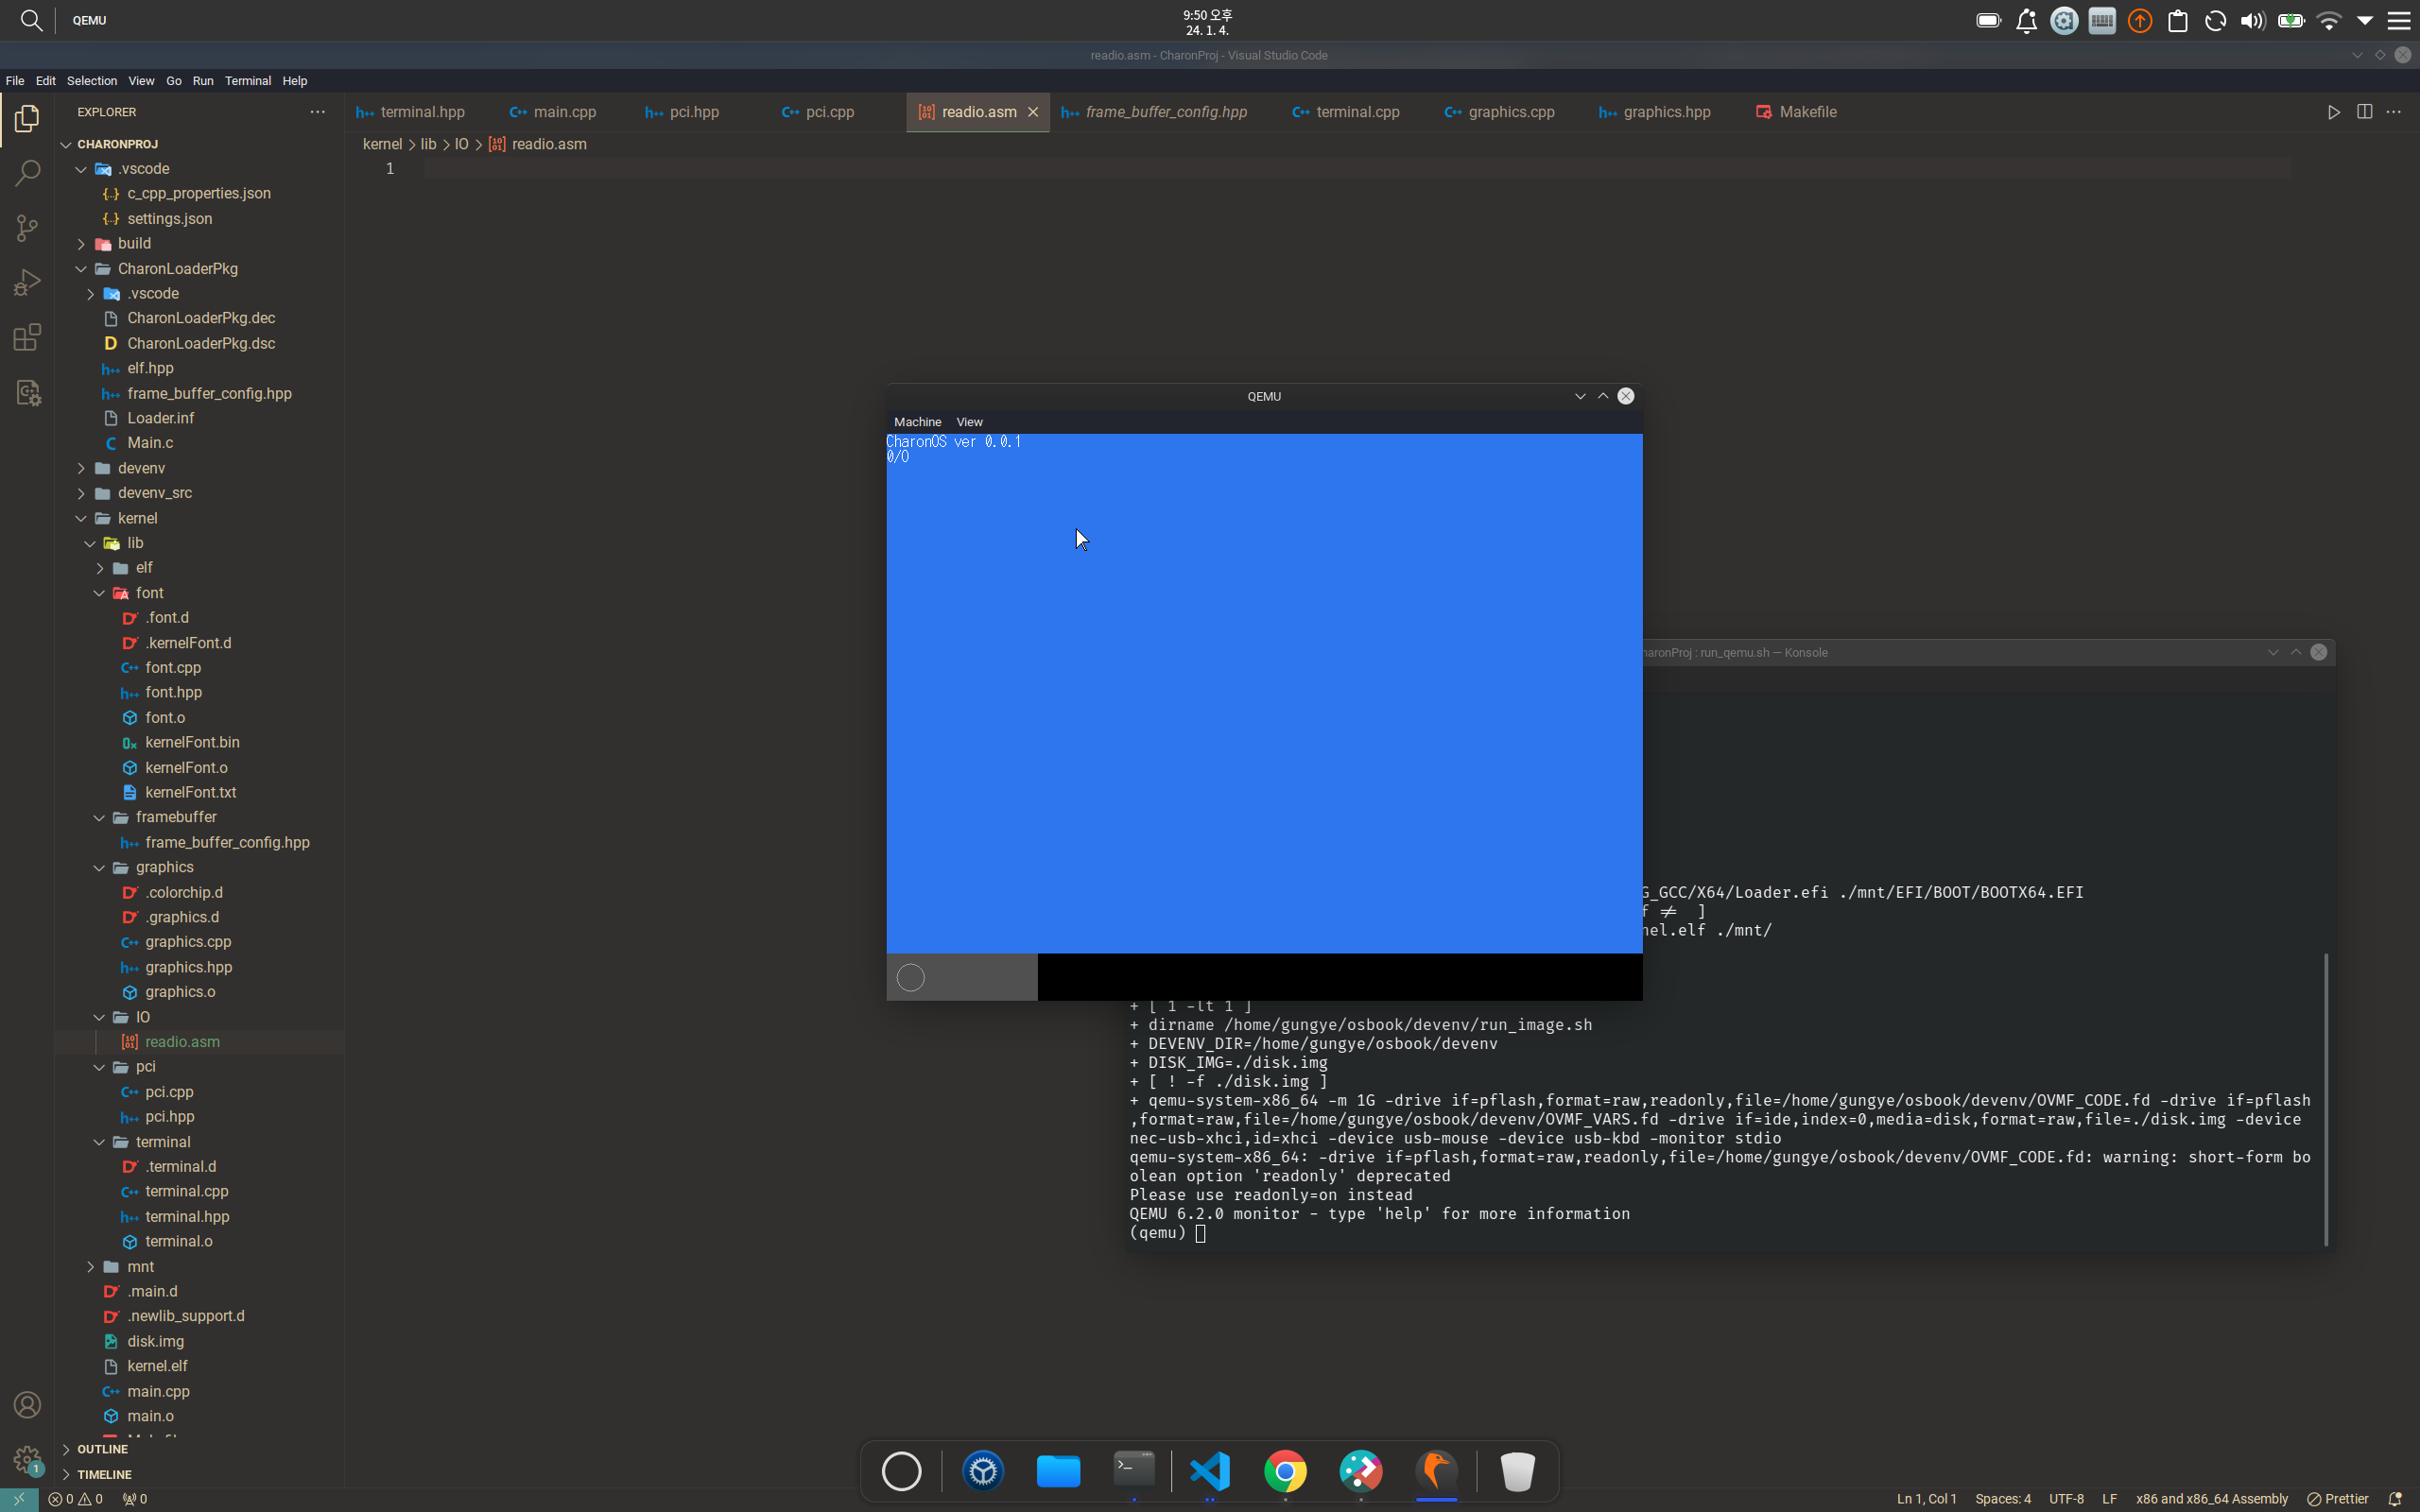 QEMU
9:50 오후
24. 1. 4.
readio.asm - CharonProj - Visual Studio Code
File Edit Selection View Go Run Terminal Help
EXPLORER
terminal.hpp main.cpp pci.hpp pci.cpp readio.asm frame_buffer_config.hpp terminal.cpp graphics.cpp graphics.hpp Makefile
kernel > lib > IO > readio.asm
1
CHARONPROJ
.vscode
c_cpp_properties.json
settings.json
build
CharonLoaderPkg
.vscode
CharonLoaderPkg.dec
CharonLoaderPkg.dsc
elf.hpp
frame_buffer_config.hpp
Loader.inf
Main.c
devenv
devenv_src
kernel
lib
elf
font
.font.d
.kernelFont.d
font.cpp
font.hpp
font.o
kernelFont.bin
kernelFont.o
kernelFont.txt
framebuffer
frame_buffer_config.hpp
graphics
.colorchip.d
.graphics.d
graphics.cpp
graphics.hpp
graphics.o
IO
readio.asm
pci
pci.cpp
pci.hpp
terminal
.terminal.d
terminal.cpp
terminal.hpp
terminal.o
mnt
.main.d
.newlib_support.d
disk.img
kernel.elf
main.cpp
main.o
OUTLINE
TIMELINE
QEMU
Machine View
CharonOS ver 0.0.1
0/0
aronProj : run_qemu.sh — Konsole
G_GCC/X64/Loader.efi ./mnt/EFI/BOOT/BOOTX64.EFI
f ≠ ]
nel.elf ./mnt/
+ [ 1 -lt 1 ]
+ dirname /home/gungye/osbook/devenv/run_image.sh
+ DEVENV_DIR=/home/gungye/osbook/devenv
+ DISK_IMG=./disk.img
+ [ ! -f ./disk.img ]
+ qemu-system-x86_64 -m 1G -drive if=pflash,format=raw,readonly,file=/home/gungye/osbook/devenv/OVMF_CODE.fd -drive if=pflash
,format=raw,file=/home/gungye/osbook/devenv/OVMF_VARS.fd -drive if=ide,index=0,media=disk,format=raw,file=./disk.img -device
nec-usb-xhci,id=xhci -device usb-mouse -device usb-kbd -monitor stdio
qemu-system-x86_64: -drive if=pflash,format=raw,readonly,file=/home/gungye/osbook/devenv/OVMF_CODE.fd: warning: short-form bo
olean option 'readonly' deprecated
Please use readonly=on instead
QEMU 6.2.0 monitor - type 'help' for more information
(qemu)
1
0 0 0
Ln 1, Col 1 Spaces: 4 UTF-8 LF x86 and x86_64 Assembly Prettier